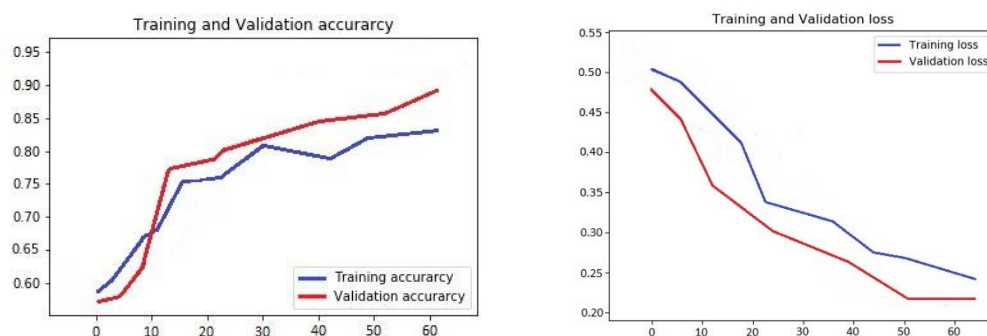 Training and Validation accurarcy
0.95
0.90
0.85
0.80
0.75
0.70
0.65
0.60
Training accurarcy
Validation accurarcy
0 10 20 30 40 50 60
Training and Validation loss
0.55
0.50
0.45
0.40
0.35
0.30
0.25
0.20
Training loss
Validation loss
0 10 20 30 40 50 60